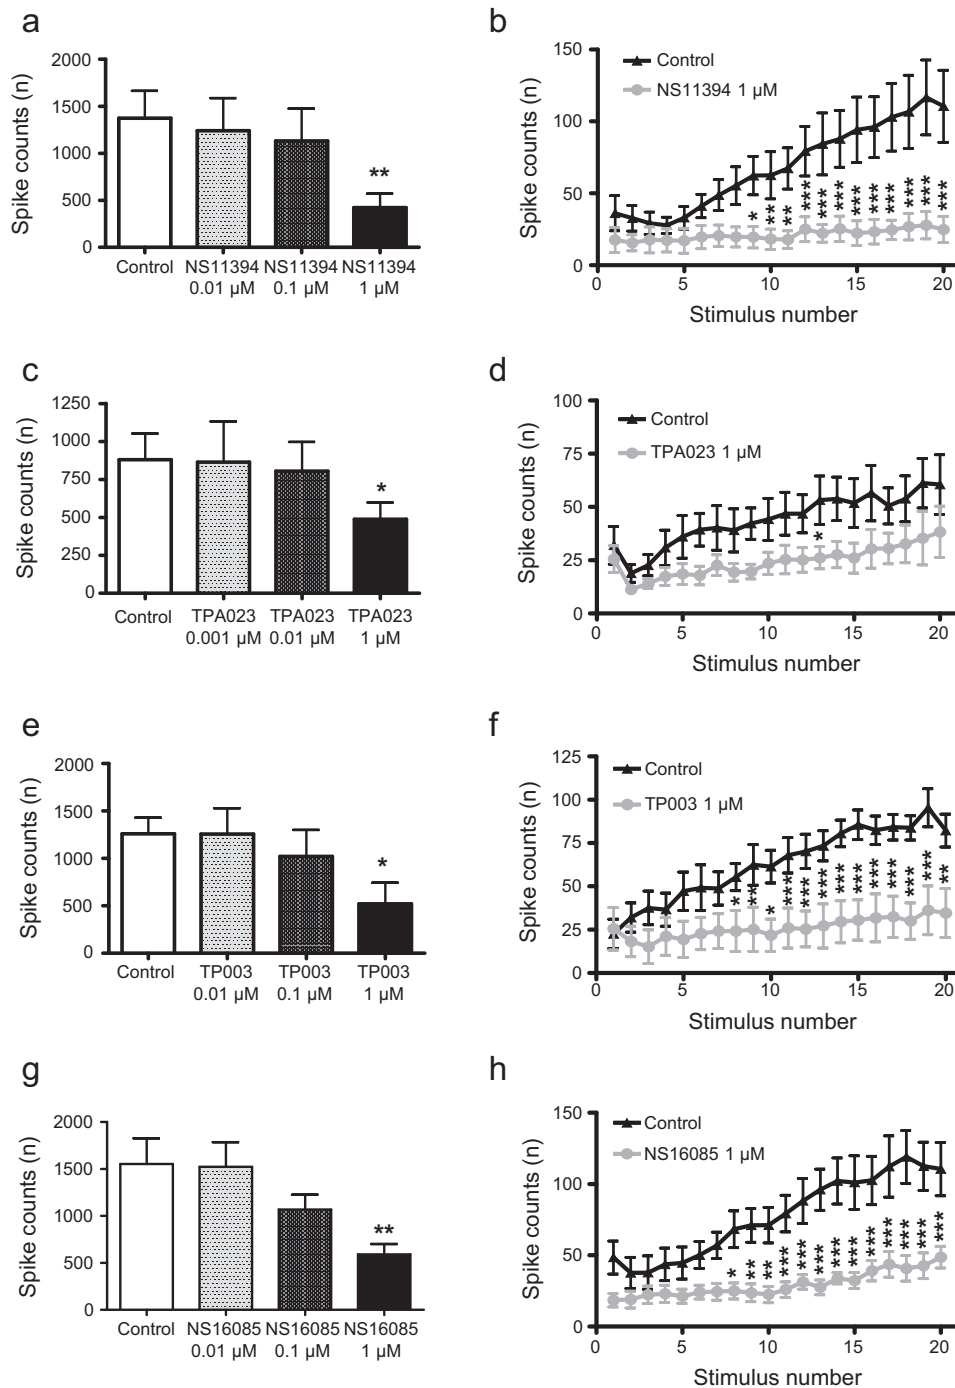 a
Spike counts (n)
2000
1500
1000
500
0
**
Control NS11394 NS11394 NS11394
0.01 µM 0.1 µM 1 µM
b
Spike counts (n)
150
100
50
0
Control
NS11394 1 µM
* ** ** *** *** *** *** *** *** *** *** ***
0 5 10 15 20
Stimulus number
c
Spike counts (n)
1250
1000
750
500
250
0
*
Control TPA023 TPA023 TPA023
0.001 µM 0.01 µM 1 µM
d
Spike counts (n)
100
75
50
25
0
Control
TPA023 1 µM
*
0 5 10 15 20
Stimulus number
e
Spike counts (n)
2000
1500
1000
500
0
*
Control TP003 TP003 TP003
0.01 µM 0.1 µM 1 µM
f
Spike counts (n)
125
100
75
50
25
0
Control
TP003 1 µM
* ** * *** *** *** *** *** *** *** *** *** **
0 5 10 15 20
Stimulus number
g
Spike counts (n)
2000
1500
1000
500
0
**
Control NS16085 NS16085 NS16085
0.01 µM 0.1 µM 1 µM
h
Spike counts (n)
150
100
50
0
Control
NS16085 1 µM
* ** ** *** *** *** *** *** *** *** *** *** ***
0 5 10 15 20
Stimulus number